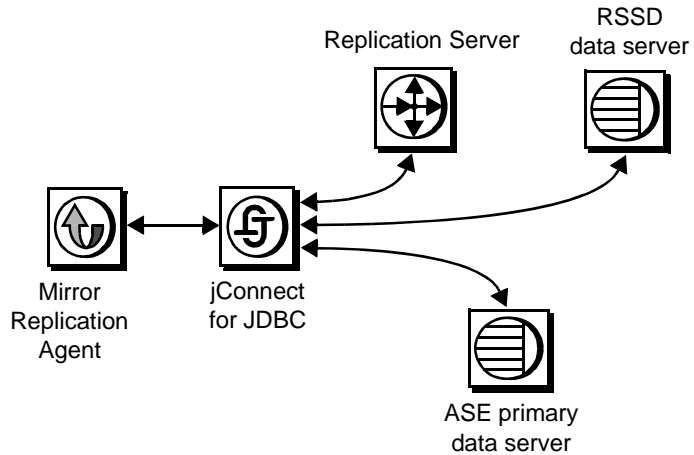 RSSD
data server
Replication Server
Mirror
Replication
Agent
jConnect
for JDBC
ASE primary
data server